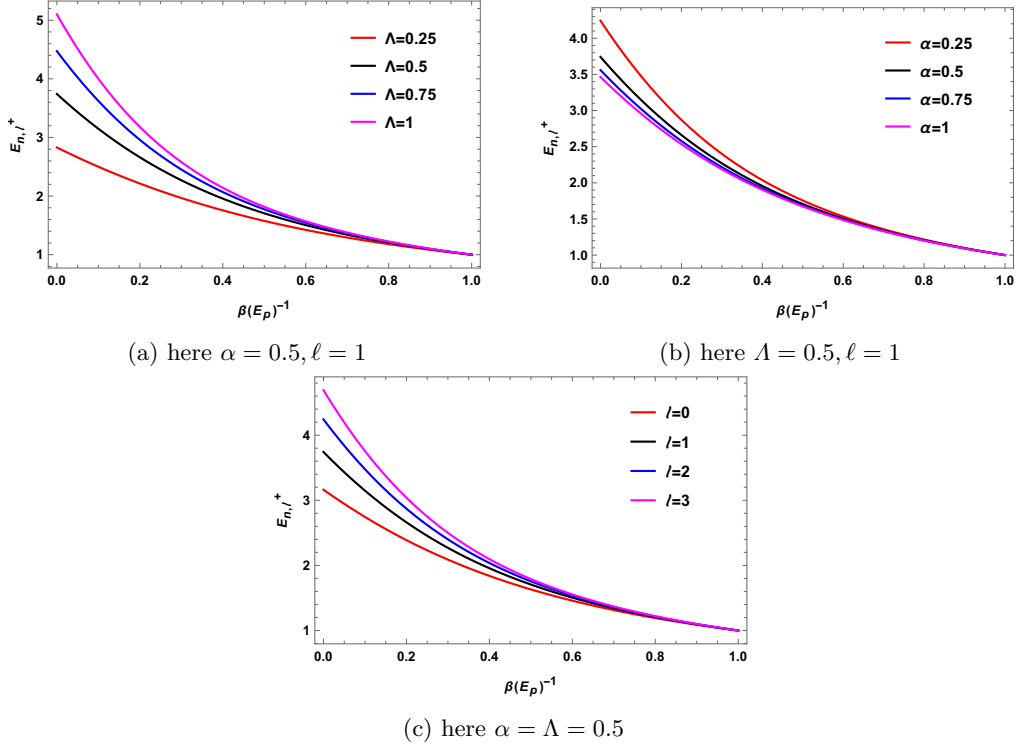 5
4
3
2
1
E_{n,l}^+
Λ=0.25
Λ=0.5
Λ=0.75
Λ=1
0.0 0.2 0.4 0.6 0.8 1.0
β(E_p)^{-1}
(a) here α = 0.5, ℓ = 1
4.0
3.5
3.0
2.5
2.0
1.5
1.0
E_{n,l}^+
α=0.25
α=0.5
α=0.75
α=1
0.0 0.2 0.4 0.6 0.8 1.0
β(E_p)^{-1}
(b) here Λ = 0.5, ℓ = 1
4
3
2
1
E_{n,l}^+
l=0
l=1
l=2
l=3
0.0 0.2 0.4 0.6 0.8 1.0
β(E_p)^{-1}
(c) here α = Λ = 0.5